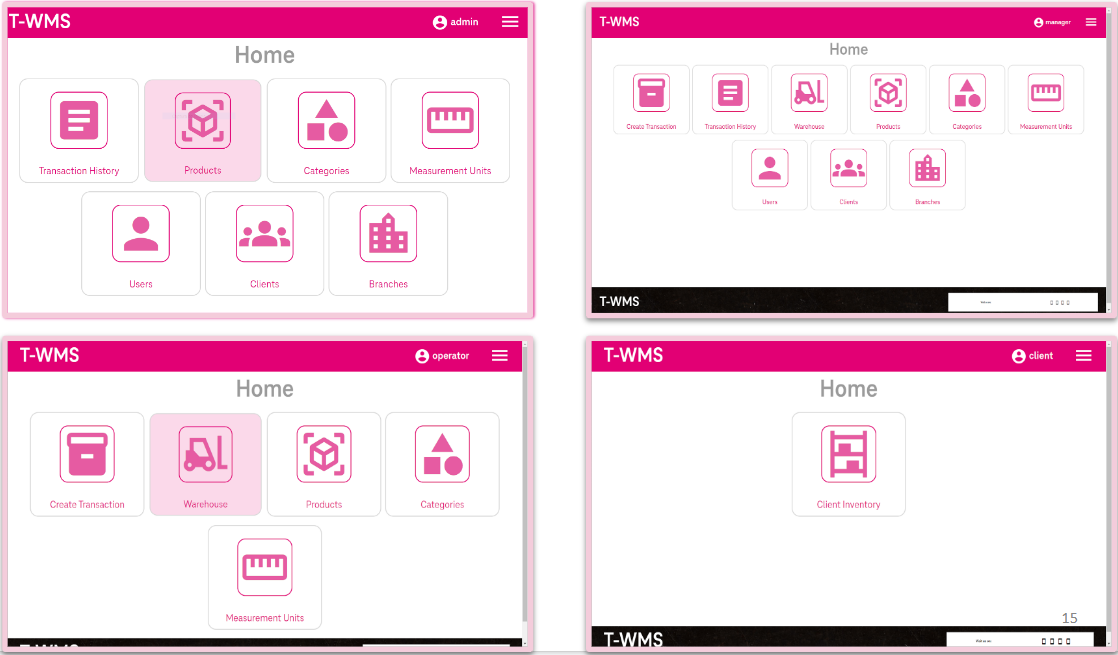 T-WMS
admin
Home
Transaction History
Products
Categories
Measurement Units
Users
Clients
Branches
T-WMS
manager
Home
Create Transaction
Transaction History
Warehouse
Products
Categories
Measurement Units
Users
Clients
Branches
T-WMS
T-WMS
operator
Home
Create Transaction
Warehouse
Products
Categories
Measurement Units
T-WMS
T-WMS
client
Home
Client Inventory
15
T-WMS